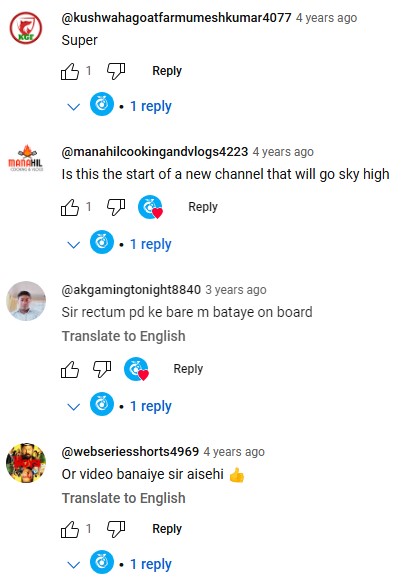 @kushwahagoatfarmumeshkumar4077 4 years ago
Super
1 Reply
• 1 reply
@manahilcookingandvlogs4223 4 years ago
Is this the start of a new channel that will go sky high
1 Reply
• 1 reply
@akgamingtonight8840 3 years ago
Sir rectum pd ke bare m bataye on board
Translate to English
Reply
• 1 reply
@webseriesshorts4969 4 years ago
Or video banaiye sir aisehi 👍
Translate to English
1 Reply
• 1 reply
KGF
MANAHIL
COOKING & VLOGS